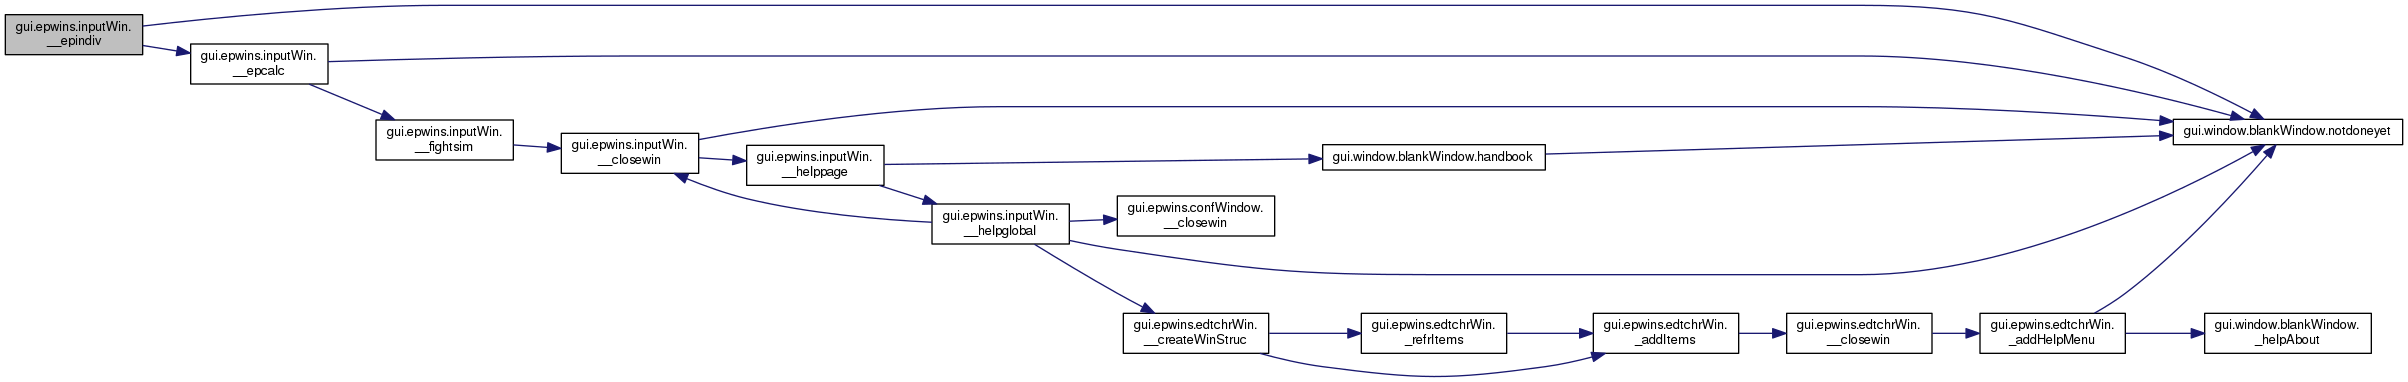 gui.epwins.inputWin.
__epindiv
gui.epwins.inputWin.
__epcalc
gui.epwins.inputWin.
__fightsim
gui.epwins.inputWin.
__closewin
gui.epwins.inputWin.
__helppage
gui.epwins.inputWin.
__helpglobal
gui.window.blankWindow.handbook
gui.epwins.confWindow.
__closewin
gui.window.blankWindow.notdoneyet
gui.epwins.edtchrWin.
__createWinStruc
gui.epwins.edtchrWin.
_refrItems
gui.epwins.edtchrWin.
_addItems
gui.epwins.edtchrWin.
__closewin
gui.epwins.edtchrWin.
_addHelpMenu
gui.window.blankWindow.
_helpAbout